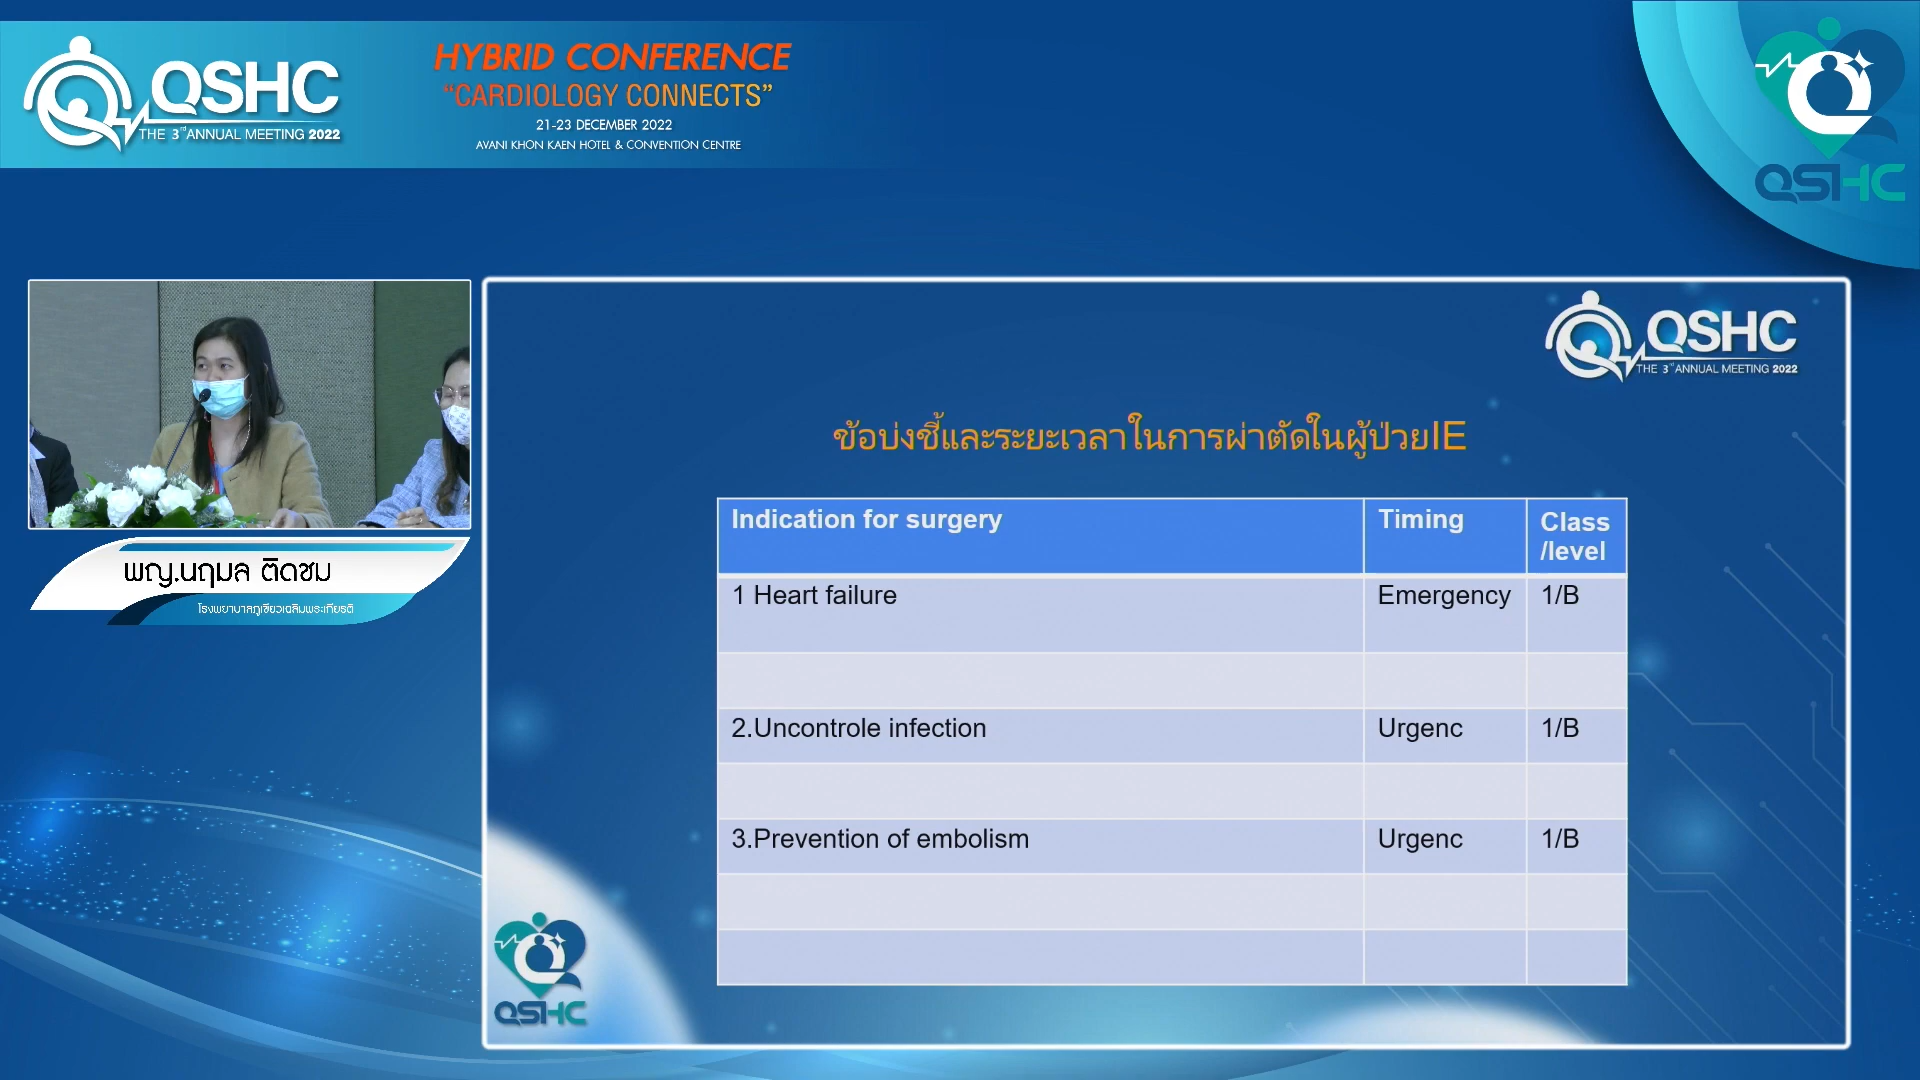 QSHC
THE 3rd ANNUAL MEETING 2022
HYBRID CONFERENCE
“CARDIOLOGY CONNECTS”
21-23 DECEMBER 2022
AVANI KHON KAEN HOTEL & CONVENTION CENTRE
QSHC
QSHC
THE 3rd ANNUAL MEETING 2022
ข้อบ่งชี้และระยะเวลาในการผ่าตัดในผู้ป่วยIE
Indication for surgery Timing Class /level
1 Heart failure Emergency 1/B
2.Uncontrole infection Urgenc 1/B
3.Prevention of embolism Urgenc 1/B
QSHC
พญ.นฤมล ติดชม
โรงพยาบาลภูเขียวเฉลิมพระเกียรติ